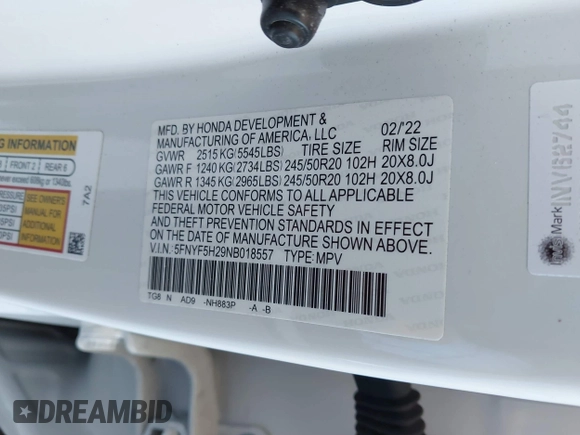 MFD. BY HONDA DEVELOPMENT &
MANUFACTURING OF AMERICA, LLC 02/'22
GVWR 2515 KG (5545LBS) TIRE SIZE RIM SIZE
GAWR F 1240 KG (2734LBS) 245/50R20 102H 20X8.0J
GAWR R 1345 KG (2965LBS) 245/50R20 102H 20X8.0J
THIS VEHICLE CONFORMS TO ALL APPLICABLE
FEDERAL MOTOR VEHICLE SAFETY
AND THEFT PREVENTION STANDARDS IN EFFECT
ON THE DATE OF MANUFACTURE SHOWN ABOVE.
V.I.N.: 5FNYF5H29NB018557 TYPE: MPV
TG8 N AD9 -NH883P -A -B
INFORMATION
FRONT 2 REAR 6
SEE OWNER'S
MANUAL FOR
ADDITIONAL
INFORMATION
7A2
Mark
DREAMBID